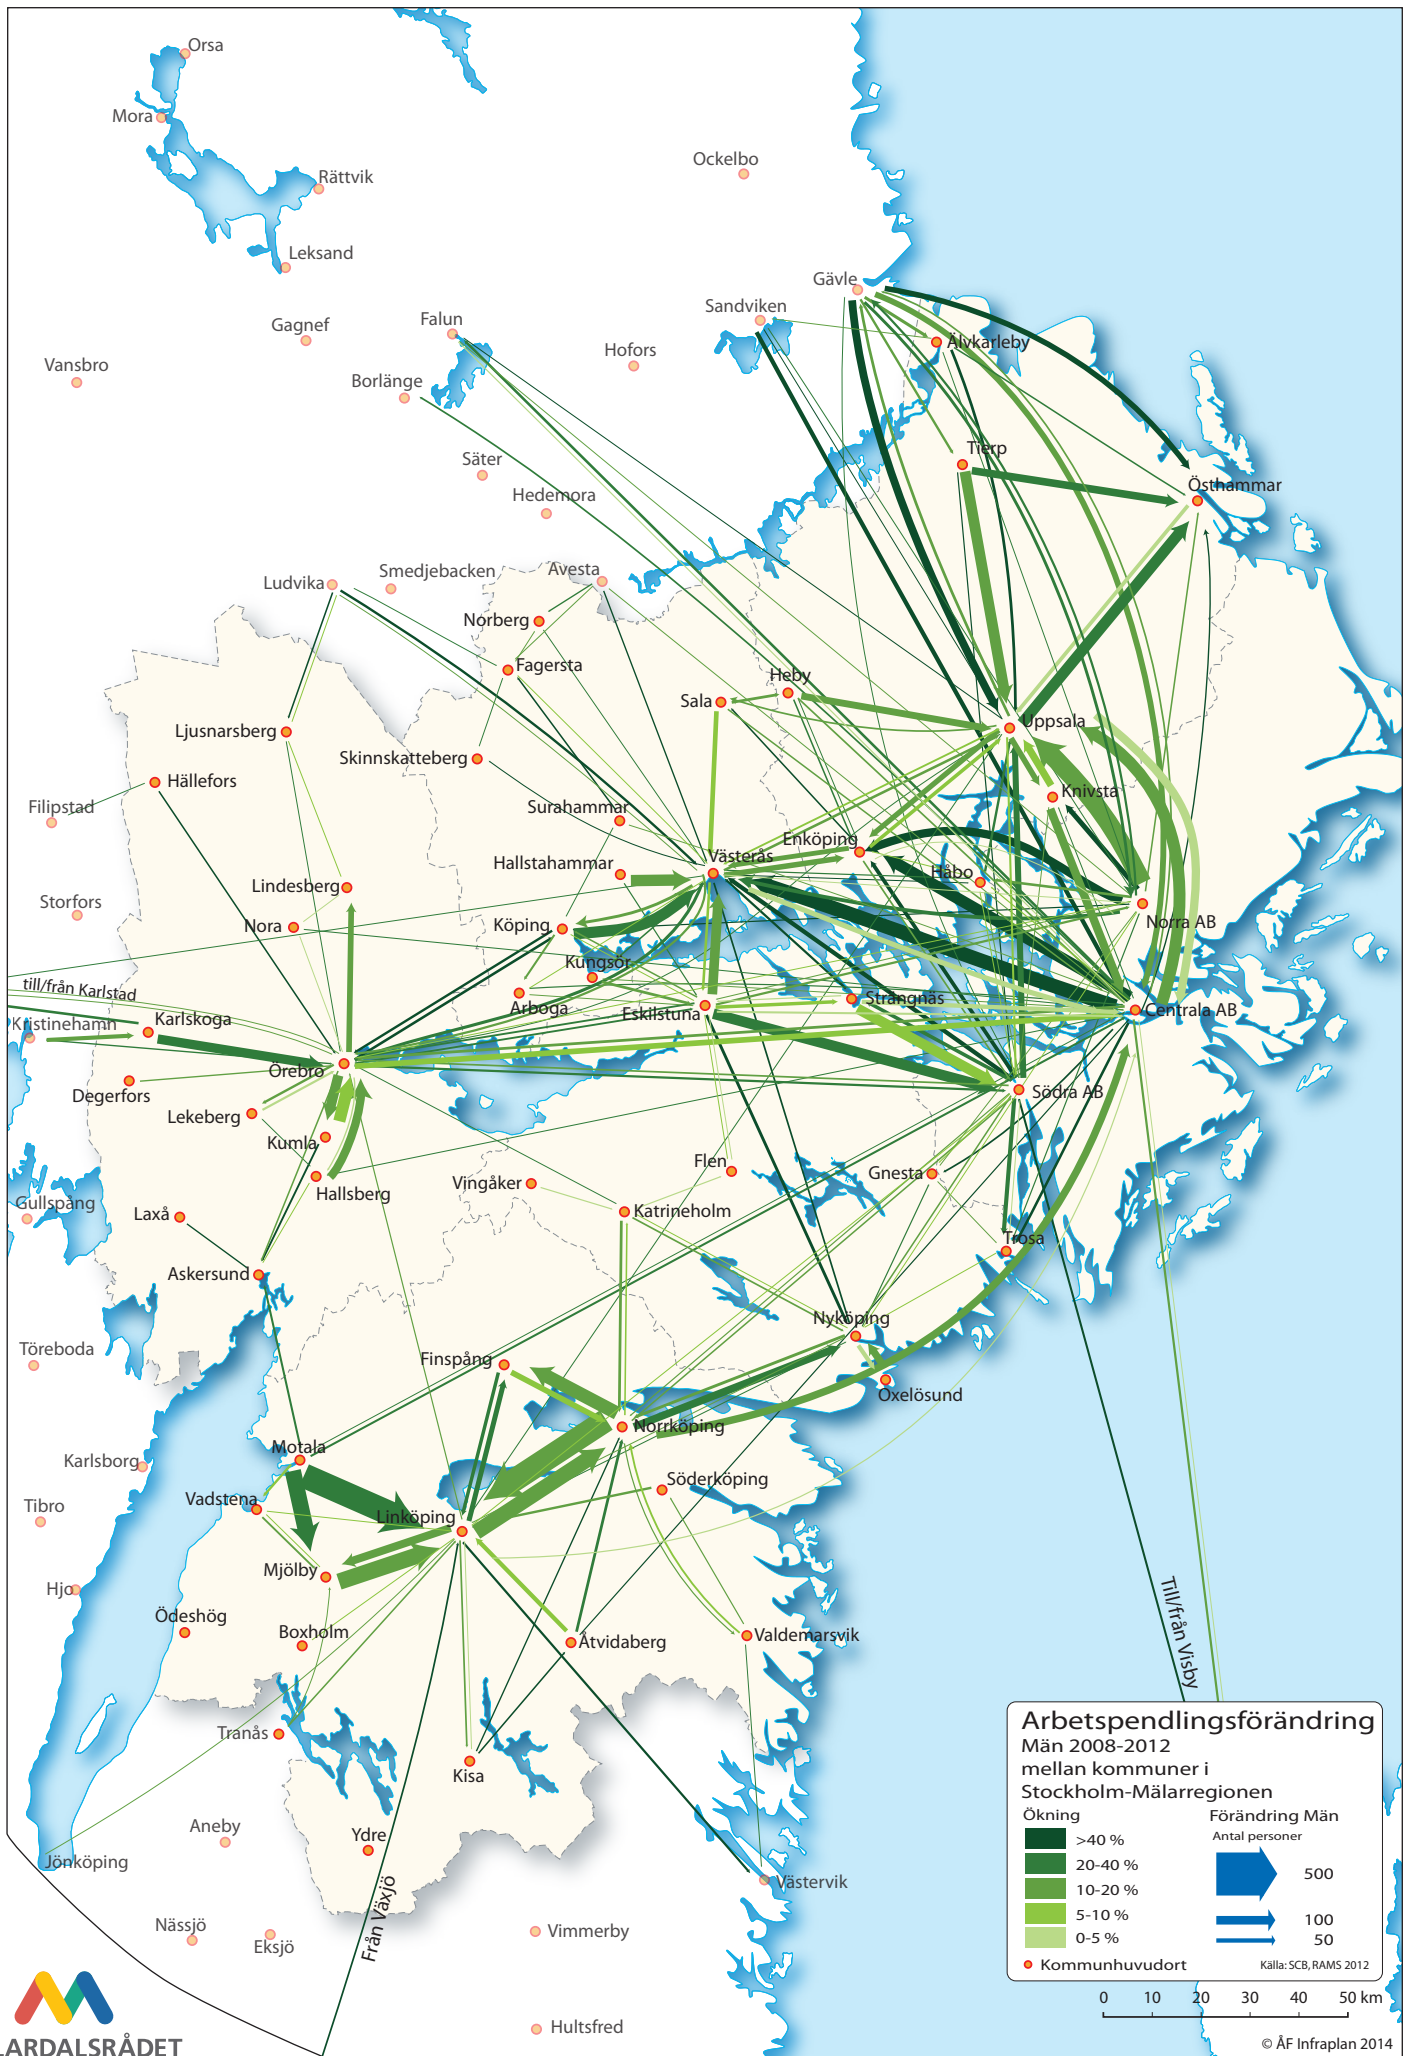 Orsa
Mora
Rättvik
Ockelbo
Leksand
Gävle
Sandviken
Gagnef
Falun
Älvkarleby
Hofors
Vansbro
Borlänge
Tierp
Säter
Östhammar
Hedemora
Smedjebacken
Avesta
Ludvika
Norberg
Fagersta
Heby
Sala
Uppsala
Ljusnarsberg
Skinnskatteberg
Hällefors
Knivsta
Filipstad
Surahammar
Enköping
Västerås
Hallstahammar
Håbo
Lindesberg
Storfors
Norra AB
Nora
Köping
Kungsör
till/från Karlstad
Strängnäs
Arboga
Eskilstuna
Centrala AB
Kristinehamn
Karlskoga
Örebro
Södra AB
Degerfors
Lekeberg
Kumla
Flen
Gnesta
Vingåker
Hallsberg
Gullspång
Laxå
Katrineholm
Trosa
Askersund
Nyköping
Töreboda
Finspång
Oxelösund
Norrköping
Motala
Karlsborg
Söderköping
Vadstena
Tibro
Linköping
Mjölby
Hjo
Ödeshög
Boxholm
Åtvidaberg
Valdemarsvik
Till/från Visby
Tranås
Kisa
Aneby
Ydre
Jönköping
Västervik
Från Växjö
Nässjö
Eksjö
Vimmerby
Hultsfred
Arbetspendlingsförändring
Män 2008-2012
mellan kommuner i
Stockholm-Mälarregionen
Ökning
Förändring Män
Antal personer
>40 %
20-40 %
10-20 %
5-10 %
0-5 %
500
100
50
Kommunhuvudort
Källa: SCB, RAMS 2012
0 10 20 30 40 50 km
© ÅF Infraplan 2014
LARDALSRÅDET